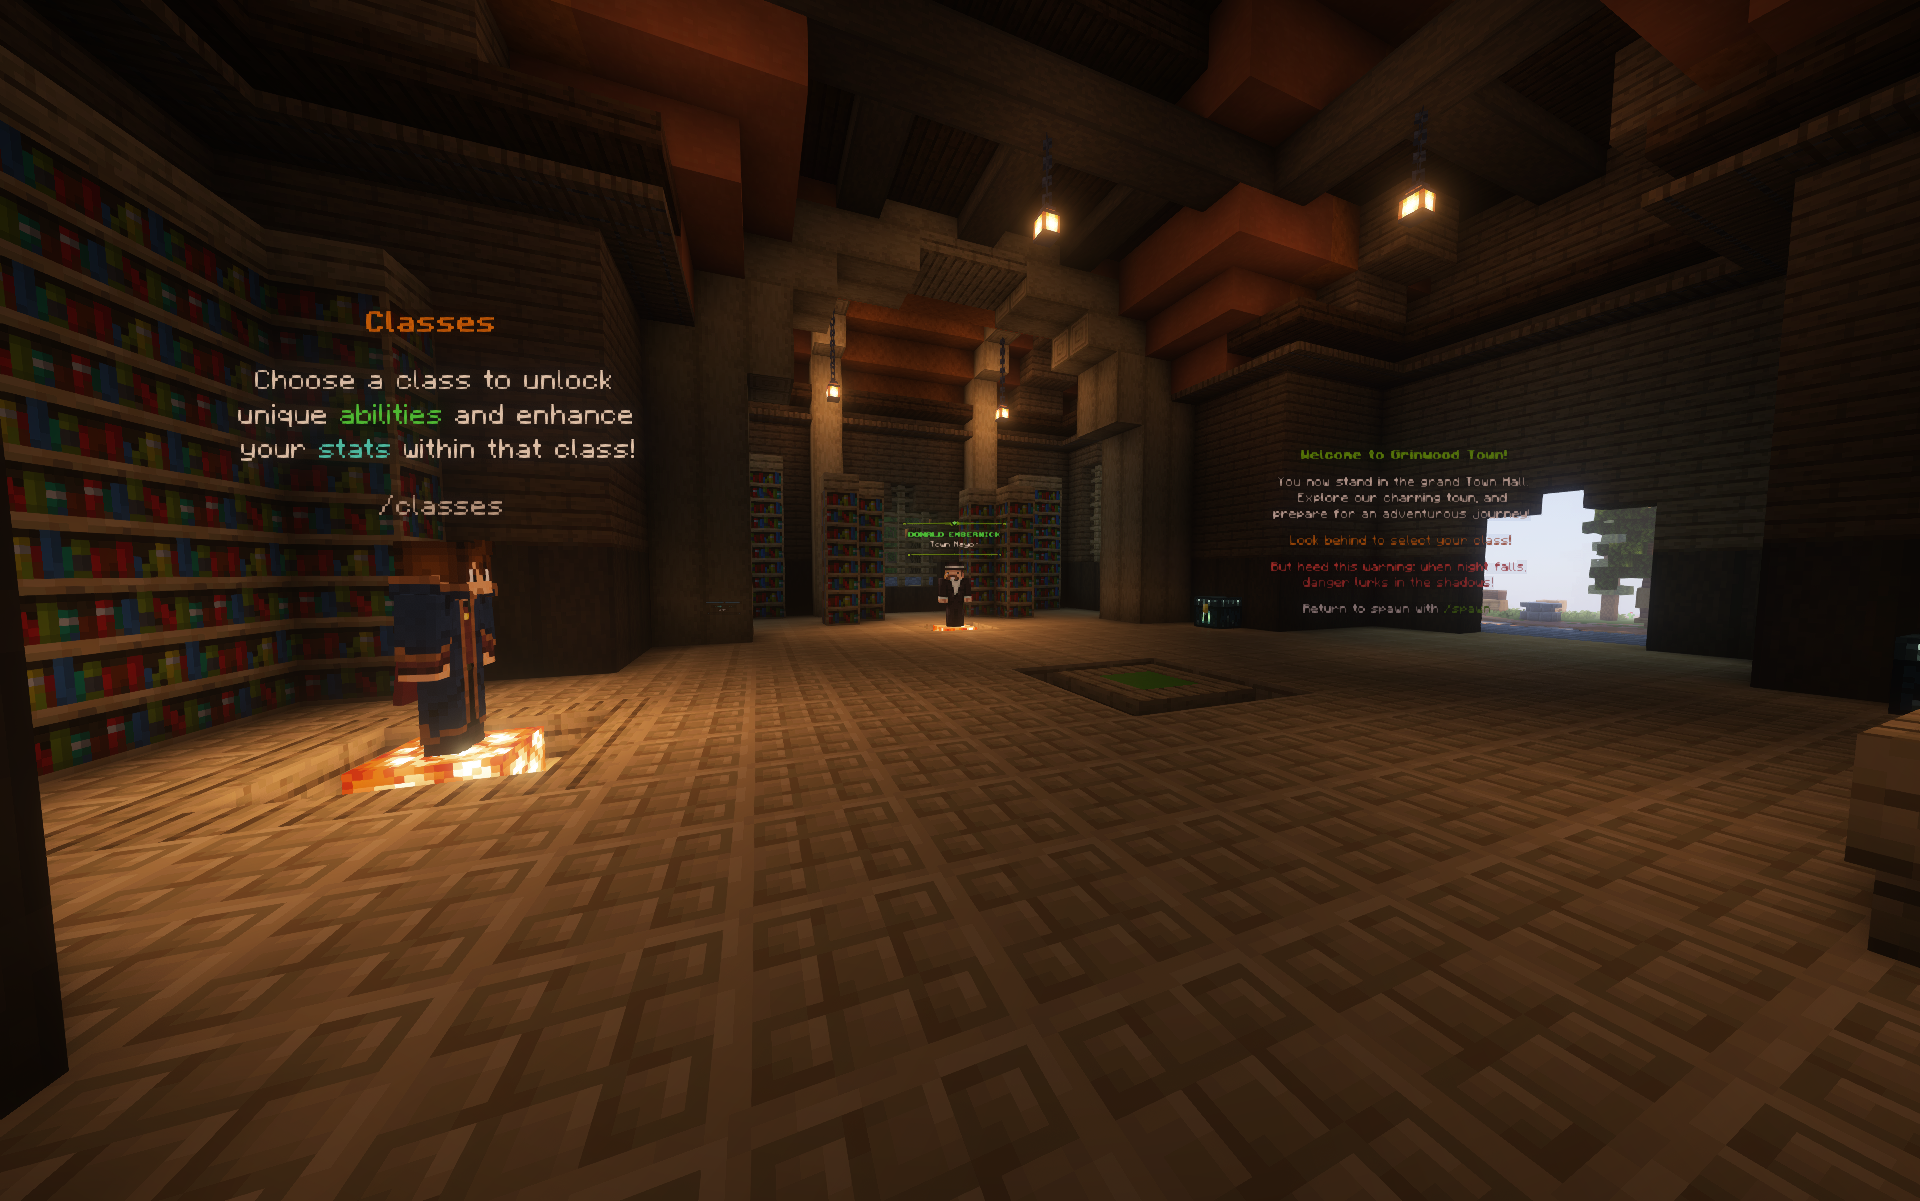 Classes
Choose a class to unlock
unique abilities and enhance
your stats within that class!
/classes
DONALD EMBERNICK
Town Mayor
Welcome to Grinwood Town!
You now stand in the grand Town Hall
Explore our charming town, and
prepare for an adventurous journey!
Look behind to select your class!
But heed this warning: when night falls,
danger lurks in the shadows!
Return to spawn with /spawn